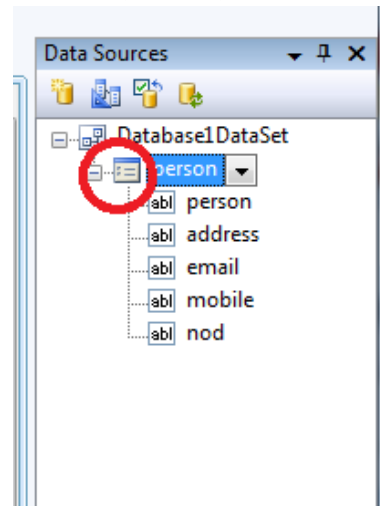 Data Sources
Database1DataSet
person
abl person
abl address
abl email
abl mobile
abl nod